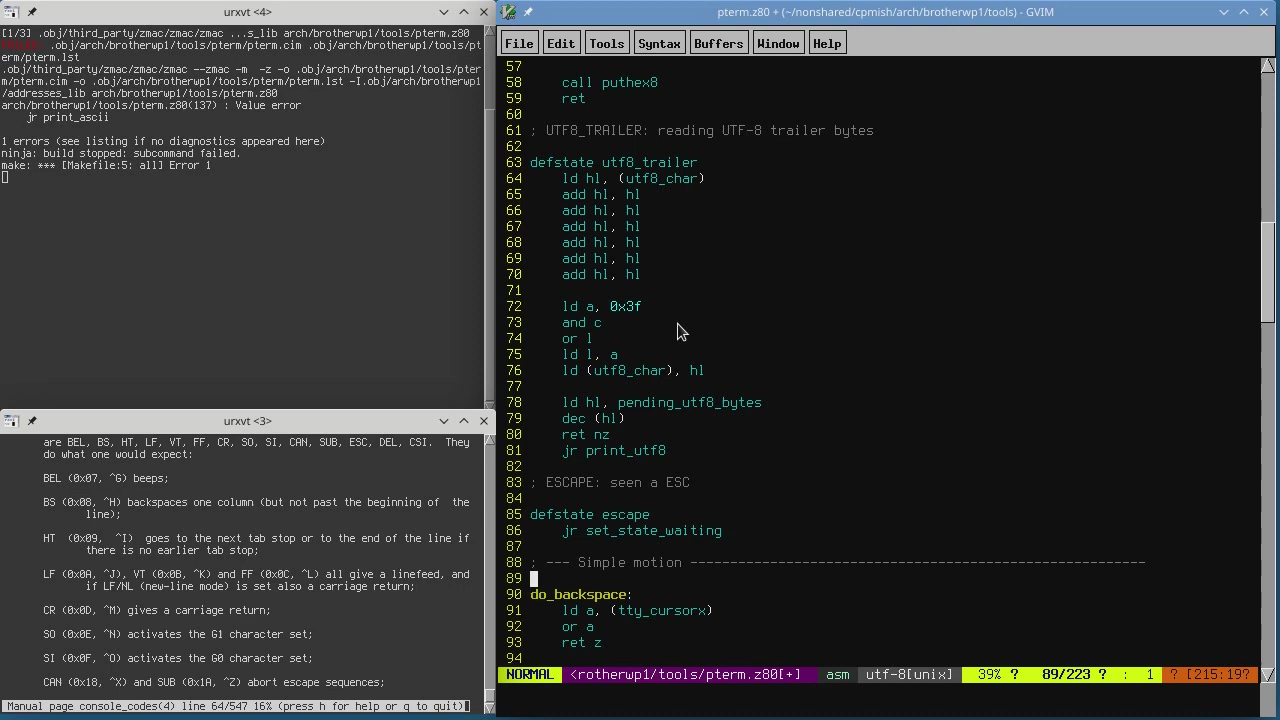 urxvt <4>
[1/3] .obj/third_party/zmac/zmac ...s_lib arch/brotherwp1/tools/pterm.z80
FAILED: .obj/arch/brotherwp1/tools/pterm/pterm.cim .obj/arch/brotherwp1/tools/pt
erm/pterm.lst
.obj/third_party/zmac/zmac/zmac --zmac -m  -z -o .obj/arch/brotherwp1/tools/pter
m/pterm.cim -o .obj/arch/brotherwp1/tools/pterm/pterm.lst -I.obj/arch/brotherwp1
/addresses_lib arch/brotherwp1/tools/pterm.z80
arch/brotherwp1/tools/pterm.z80(137) : Value error
jr print_ascii
1 errors (see listing if no diagnostics appeared here)
ninja: build stopped: subcommand failed.
make: *** [Makefile:5: all] Error 1
urxvt <3>
are BEL, BS, HT, LF, VT, FF, CR, SO, SI, CAN, SUB, ESC, DEL, CSI.  They
do what one would expect:
BEL (0x07, ^G) beeps;
BS (0x08, ^H) backspaces one column (but not past the beginning of  the
line);
HT  (0x09,  ^I)  goes to the next tab stop or to the end of the line if
there is no earlier tab stop;
LF (0x0A, ^J), VT (0x0B, ^K) and FF (0x0C, ^L) all give a linefeed, and
if LF/NL (new-line mode) is set also a carriage return;
CR (0x0D, ^M) gives a carriage return;
SO (0x0E, ^N) activates the G1 character set;
SI (0x0F, ^O) activates the G0 character set;
CAN (0x18, ^X) and SUB (0x1A, ^Z) abort escape sequences;
Manual page console_codes(4) line 64/547 16% (press h for help or q to quit)
pterm.z80 + (~/nonshared/cpmish/arch/brotherwp1/tools) - GVIM
File Edit Tools Syntax Buffers Window Help
57
58 call puthex8
59 ret
60
61 ; UTF8_TRAILER: reading UTF-8 trailer bytes
62
63 defstate utf8_trailer
64 ld hl, (utf8_char)
65 add hl, hl
66 add hl, hl
67 add hl, hl
68 add hl, hl
69 add hl, hl
70 add hl, hl
71
72 ld a, 0x3f
73 and c
74 or l
75 ld l, a
76 ld (utf8_char), hl
77
78 ld hl, pending_utf8_bytes
79 dec (hl)
80 ret nz
81 jr print_utf8
82
83 ; ESCAPE: seen a ESC
84
85 defstate escape
86 jr set_state_waiting
87
88 ; --- Simple motion ----------------------------------------------------------
89
90 do_backspace:
91 ld a, (tty_cursorx)
92 or a
93 ret z
94
NORMAL <rotherwp1/tools/pterm.z80[+] asm utf-8[unix] 39% ? 89/223 ? : 1 ? [215:19?